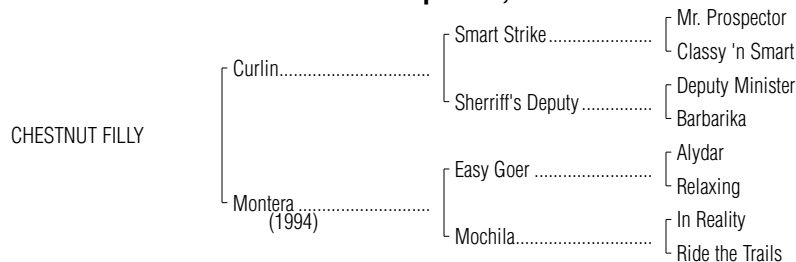 Mr. Prospector
Smart Strike
Classy 'n Smart
Curlin
Deputy Minister
Sherriff's Deputy
Barbarika
CHESTNUT FILLY
Alydar
Easy Goer
Relaxing
Montera
(1994)
In Reality
Mochila
Ride the Trails